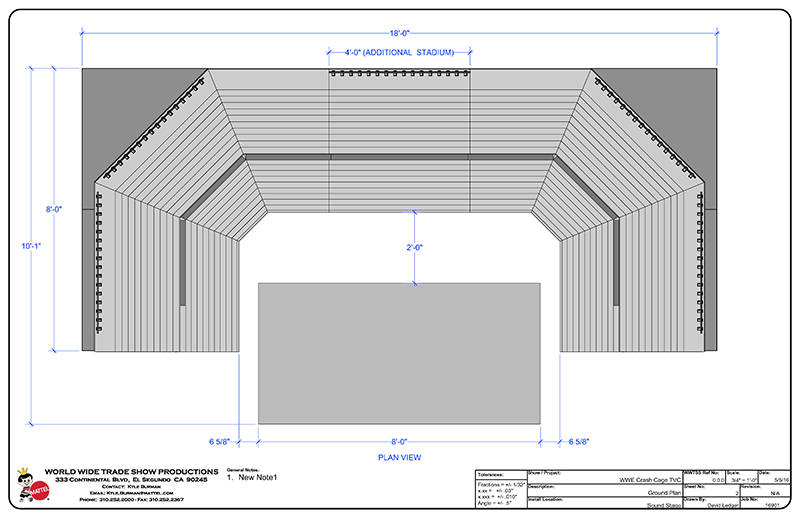 18'-0"
4'-0" (ADDITIONAL STADIUM)
8'-0"
10'-1"
2'-0"
6 5/8"
8'-0"
6 5/8"
PLAN VIEW
MATTEL
WORLD WIDE TRADE SHOW PRODUCTIONS
333 CONTINENTAL BLVD, EL SEGUNDO CA 90245
CONTACT: KYLE BURMAN
EMAIL: KYLE.BURMAN@MATTEL.COM
PHONE: 310.252.2000 - FAX: 310.252.2367
General Notes:
1. New Note1
Tolerances:
Fractions = +/- 1/32"
x.xx = +/- .03"
x.xxx = +/- .010"
Angle = +/- .5°
Show / Project:
WWE Crash Cage TVC
Description:
Ground Plan
Install Location:
Sound Stage
WWTSS Ref No:
0.0.0
Scale:
3/4" = 1'0"
Date:
5/5/16
Sheet No:
2
Revision:
N/A
Drawn By:
David Ledger
Job No:
16901